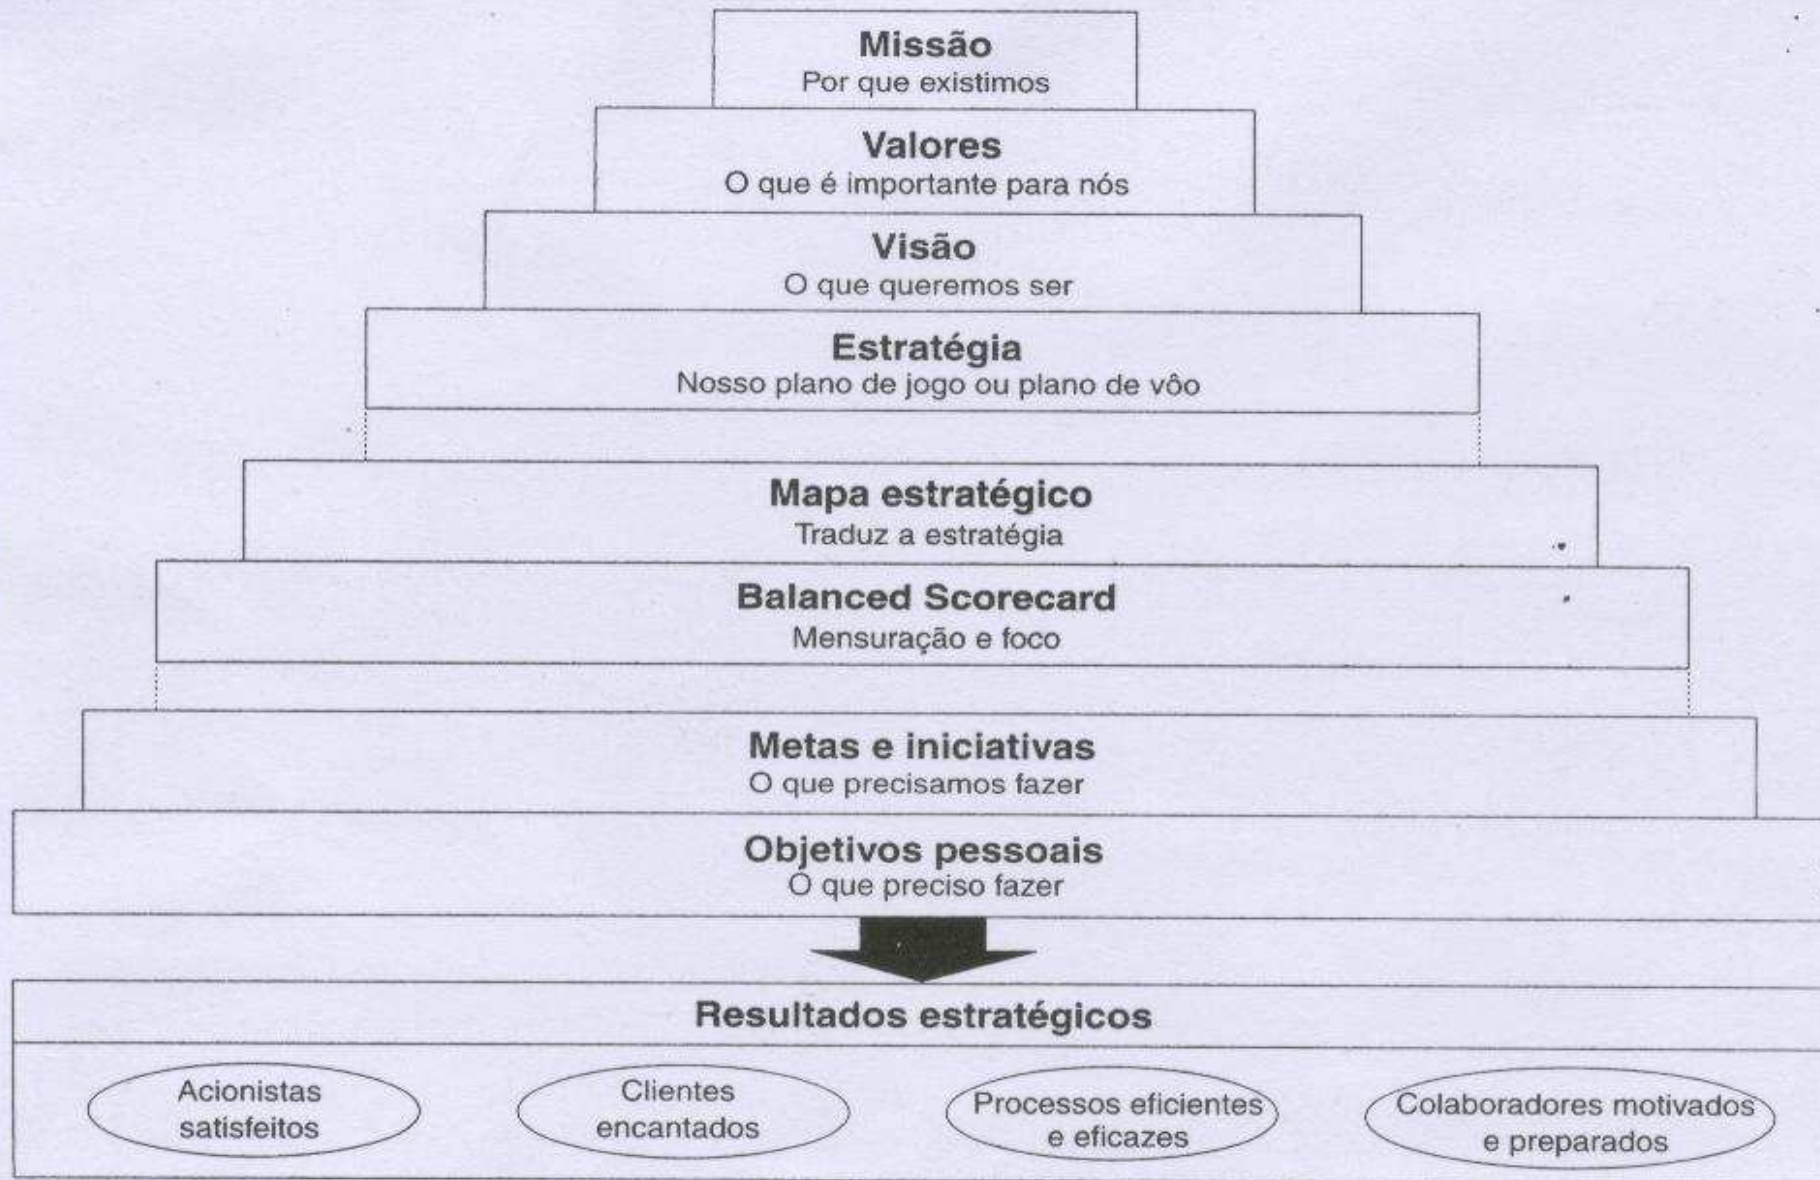 Missão
Por que existimos
Valores
O que é importante para nós
Visão
O que queremos ser
Estratégia
Nosso plano de jogo ou plano de vôo
Mapa estratégico
Traduz a estratégia
Balanced Scorecard
Mensuração e foco
Metas e iniciativas
O que precisamos fazer
Objetivos pessoais
O que preciso fazer
Resultados estratégicos
Acionistas
satisfeitos
Clientes
encantados
Processos eficientes
e eficazes
Colaboradores motivados
e preparados